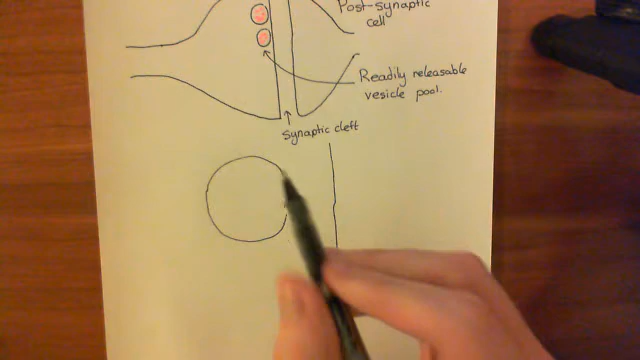 Post-synaptic
cell
Readily releasable
vesicle pool.
Synaptic cleft